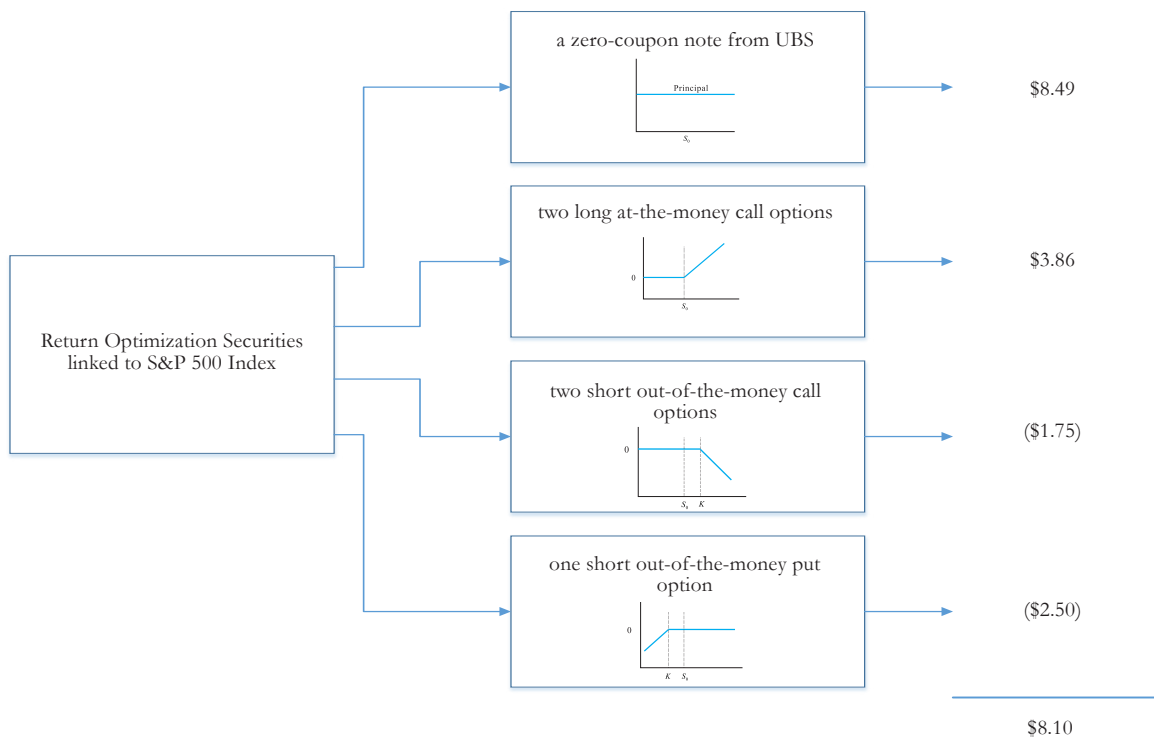 a zero-coupon note from UBS
Principal
S₀
$8.49
two long at-the-money call options
0
S₀
$3.86
Return Optimization Securities
linked to S&P 500 Index
two short out-of-the-money call
options
0
S₀ K
($1.75)
one short out-of-the-money put
option
0
K S₀
($2.50)
$8.10